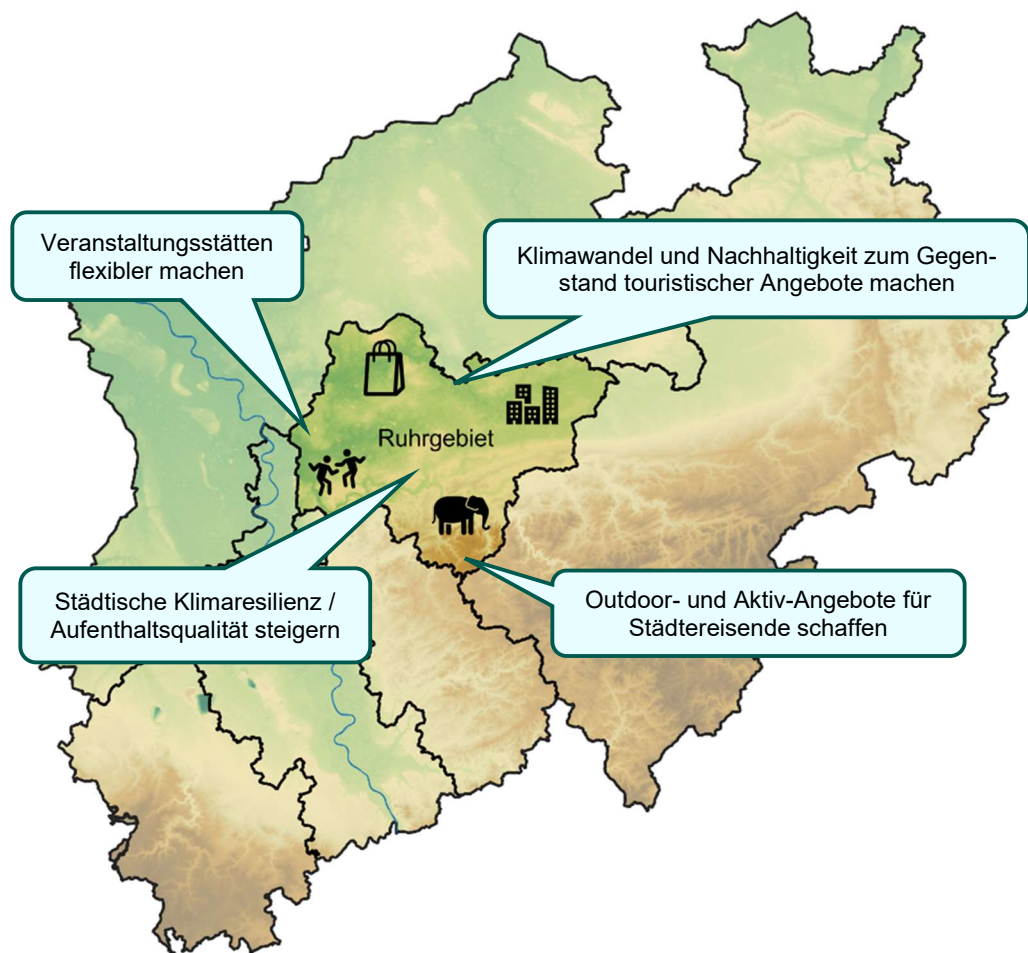 Veranstaltungsstätten
flexibler machen
Klimawandel und Nachhaltigkeit zum Gegen-
stand touristischer Angebote machen
Ruhrgebiet
Städtische Klimaresilienz /
Aufenthaltsqualität steigern
Outdoor- und Aktiv-Angebote für
Städtereisende schaffen